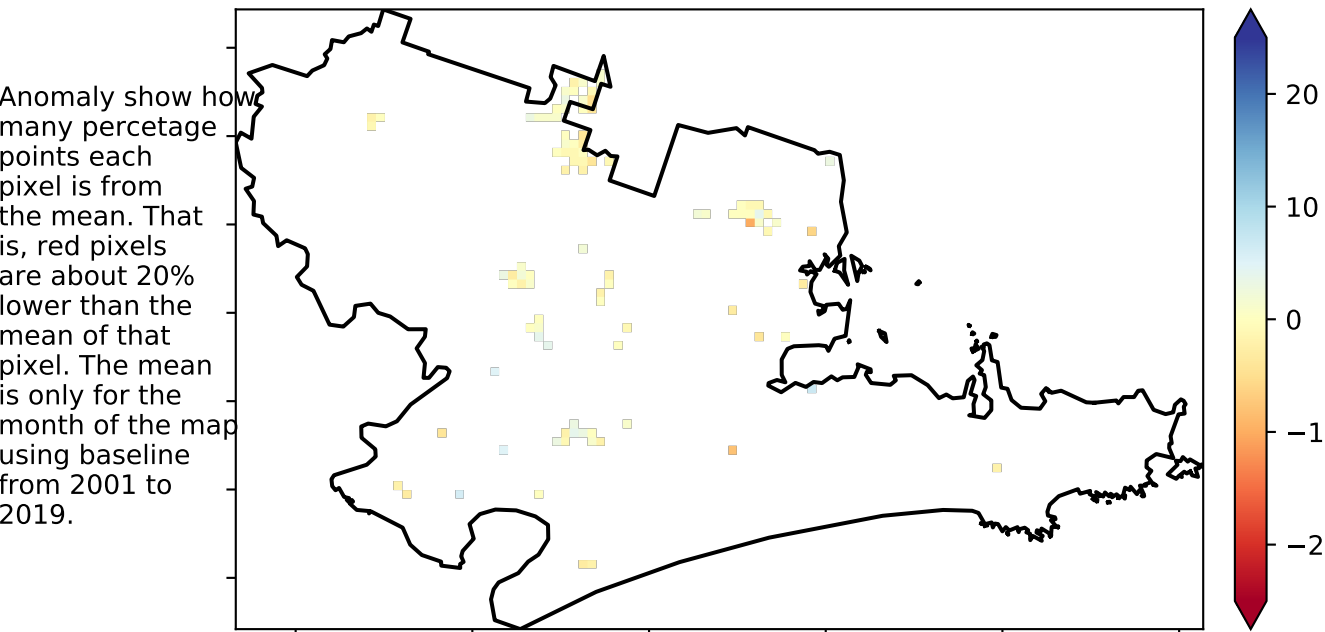 Anomaly show how
many percetage
points each
pixel is from
the mean. That
is, red pixels
are about 20%
lower than the
mean of that
pixel. The mean
is only for the
month of the map
using baseline
from 2001 to
2019.
20
10
0
−1
−2